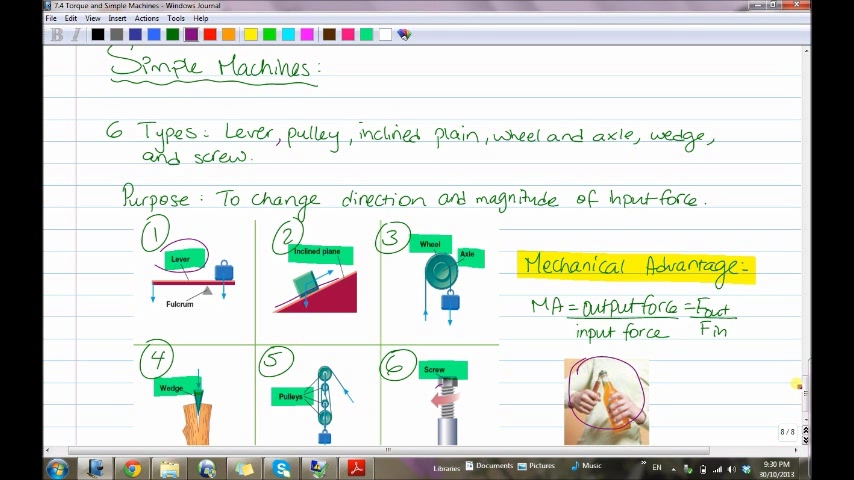 7.4 Torque and Simple Machines - Windows Journal
File Edit View Insert Actions Tools Help
B I
Simple Machines:
6 Types: Lever, pulley, inclined plain, wheel and axle, wedge,
and screw.
Purpose: To change direction and magnitude of input force.
1
Lever
Fulcrum
2
Inclined plane
3
Wheel
Axle
Mechanical Advantage:
MA = output force = Fout
input force Fin
4
Wedge
5
Pulleys
6
Screw
8 / 8
Libraries Documents Pictures Music » EN 9:30 PM
30/10/2013